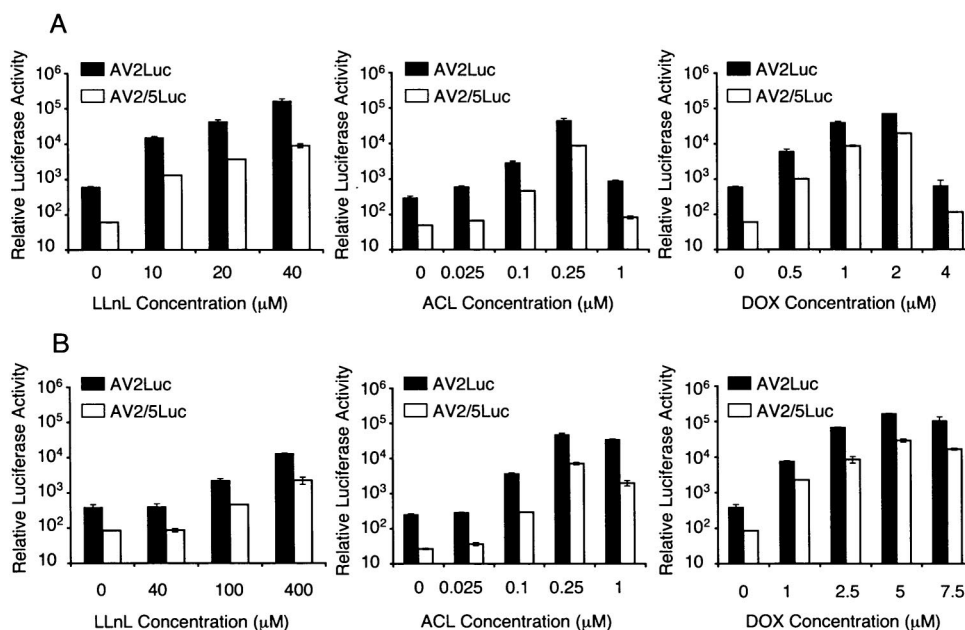 A
Relative Luciferase Activity
10⁶
10⁵
10⁴
10³
10²
10
AV2Luc
AV2/5Luc
0 10 20 40
LLnL Concentration (μM)
Relative Luciferase Activity
10⁶
10⁵
10⁴
10³
10²
10
AV2Luc
AV2/5Luc
0 0.025 0.1 0.25 1
ACL Concentration (μM)
Relative Luciferase Activity
10⁶
10⁵
10⁴
10³
10²
10
AV2Luc
AV2/5Luc
0 0.5 1 2 4
DOX Concentration (μM)
B
Relative Luciferase Activity
10⁶
10⁵
10⁴
10³
10²
10
AV2Luc
AV2/5Luc
0 40 100 400
LLnL Concentration (μM)
Relative Luciferase Activity
10⁶
10⁵
10⁴
10³
10²
10
AV2Luc
AV2/5Luc
0 0.025 0.1 0.25 1
ACL Concentration (μM)
Relative Luciferase Activity
10⁶
10⁵
10⁴
10³
10²
10
AV2Luc
AV2/5Luc
0 1 2.5 5 7.5
DOX Concentration (μM)